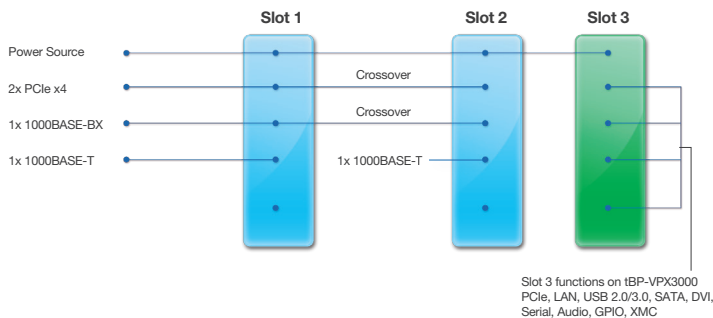 Slot 1
Slot 2
Slot 3
Power Source
2x PCIe x4
Crossover
1x 1000BASE-BX
Crossover
1x 1000BASE-T
1x 1000BASE-T
Slot 3 functions on tBP-VPX3000
PCIe, LAN, USB 2.0/3.0, SATA, DVI,
Serial, Audio, GPIO, XMC